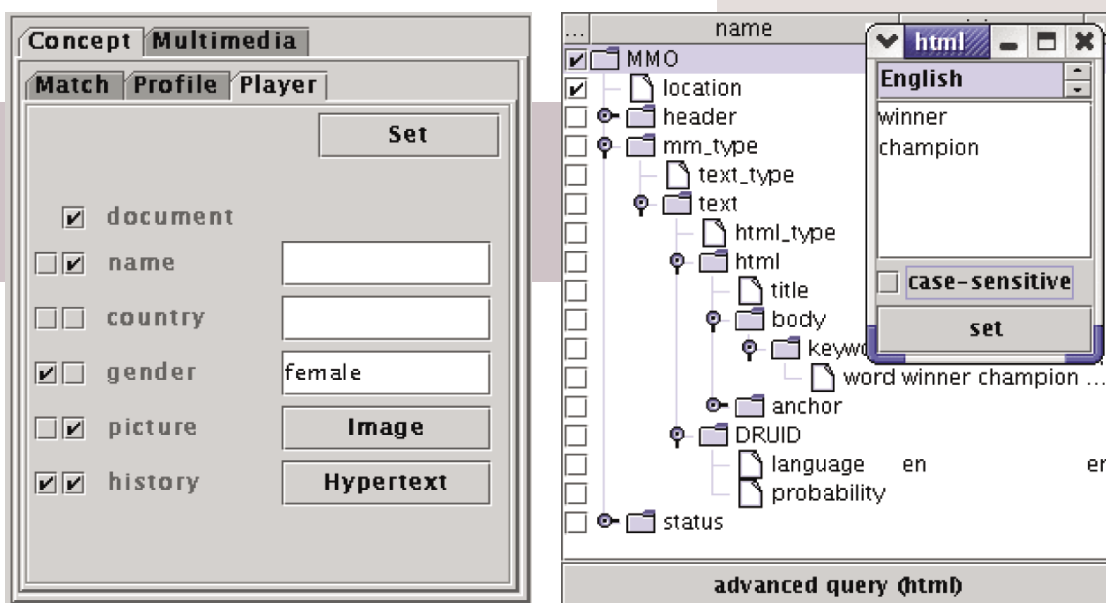 Concept Multimedia
Match Profile Player
Set
document
name
country
gender female
picture Image
history Hypertext
... name
MMO
location
header
mm_type
text_type
text
html_type
html
title
body
word winner champion ...
anchor
DRUID
language en
probability
status
advanced query (html)
html
English
winner
champion
case-sensitive
set